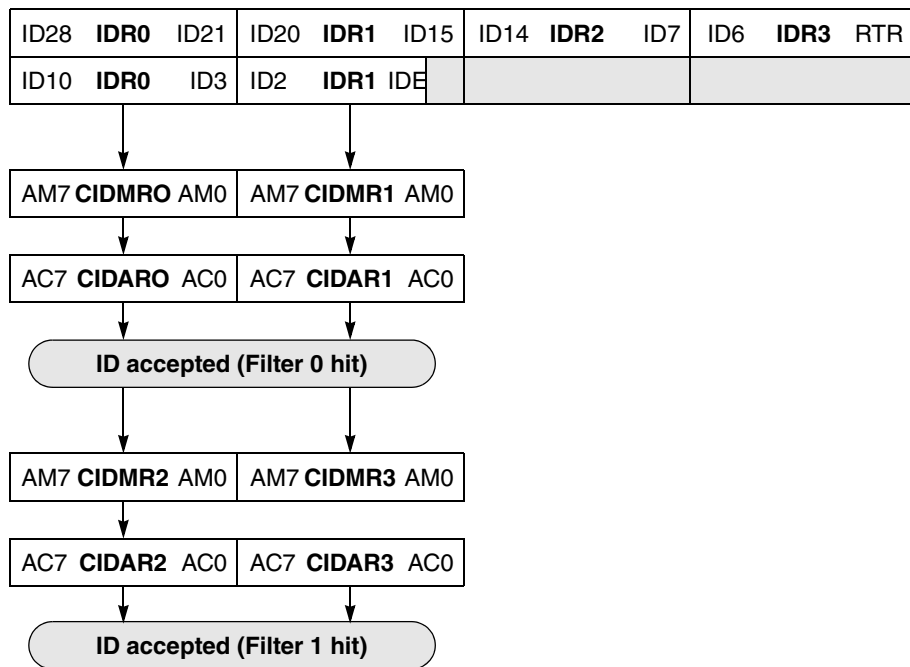 ID28 IDR0 ID21 ID20 IDR1 ID15 ID14 IDR2 ID7 ID6 IDR3 RTR
ID10 IDR0 ID3 ID2 IDR1 IDE
AM7 CIDMRO AM0 AM7 CIDMR1 AM0
AC7 CIDARO AC0 AC7 CIDAR1 AC0
ID accepted (Filter 0 hit)
AM7 CIDMR2 AM0 AM7 CIDMR3 AM0
AC7 CIDAR2 AC0 AC7 CIDAR3 AC0
ID accepted (Filter 1 hit)